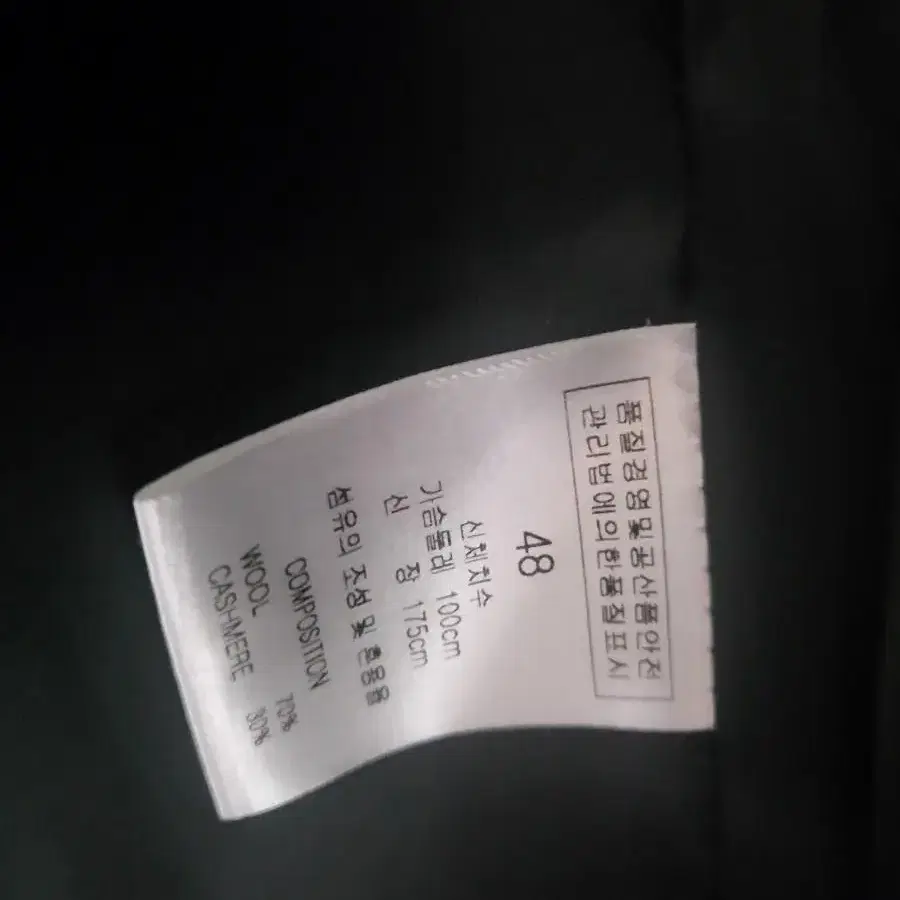 품질경영및공산품안전
관리법에의한품질표시
48
신체치수
가슴둘레 100cm
신 장 175cm
섬유의 조성 및 혼용율
COMPOSITION
WOOL 70%
CASHMERE 30%